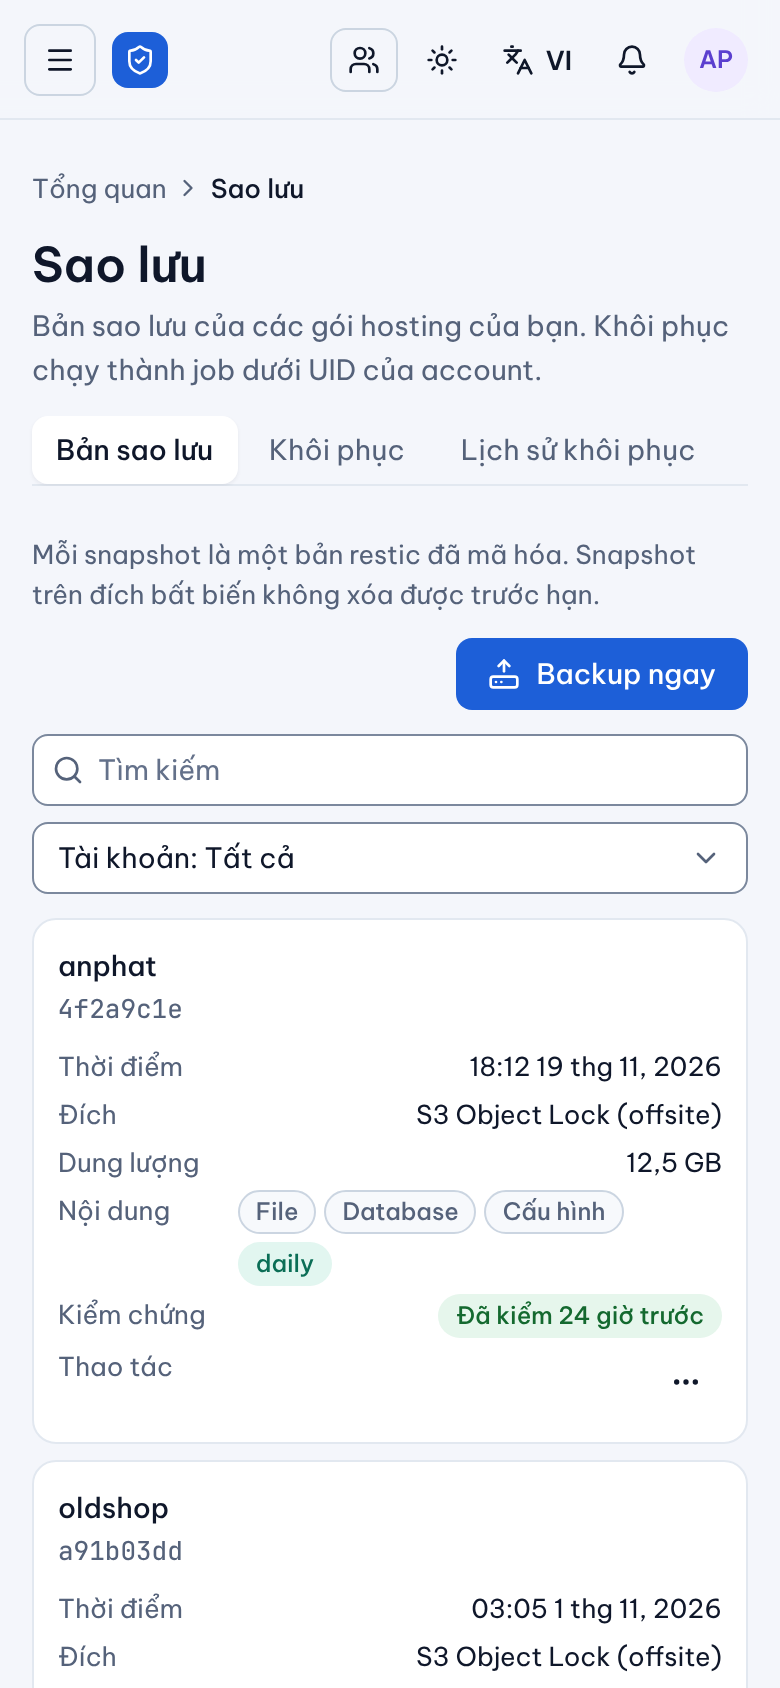 VI
AP
Tổng quan > Sao lưu
Sao lưu
Bản sao lưu của các gói hosting của bạn. Khôi phục
chạy thành job dưới UID của account.
Bản sao lưu
Khôi phục
Lịch sử khôi phục
Mỗi snapshot là một bản restic đã mã hóa. Snapshot
trên đích bất biến không xóa được trước hạn.
Backup ngay
Tìm kiếm
Tài khoản: Tất cả
anphat
4f2a9c1e
Thời điểm 18:12 19 thg 11, 2026
Đích S3 Object Lock (offsite)
Dung lượng 12,5 GB
Nội dung File Database Cấu hình
daily
Kiểm chứng Đã kiểm 24 giờ trước
Thao tác
oldshop
a91b03dd
Thời điểm 03:05 1 thg 11, 2026
Đích S3 Object Lock (offsite)